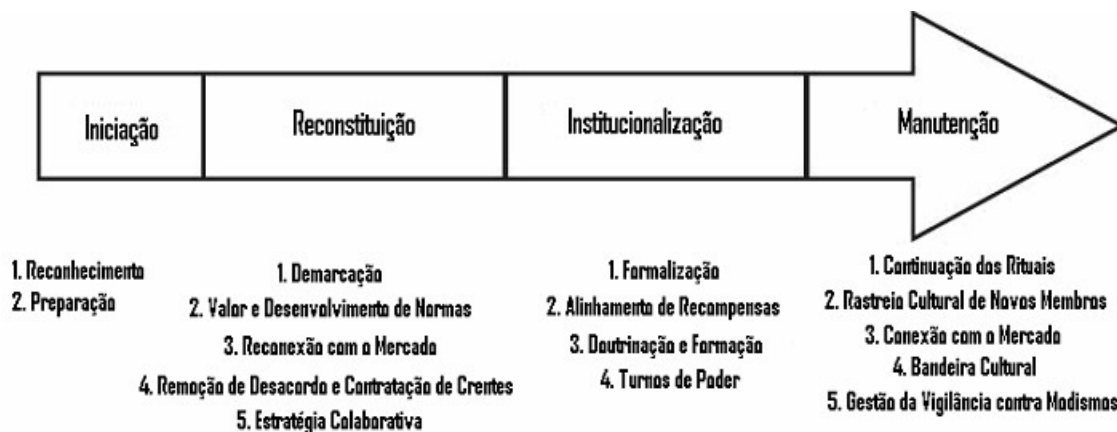 Iniciação
Reconstituição
Institucionalização
Manutenção
1. Reconhecimento
2. Preparação
1. Demarcação
2. Valor e Desenvolvimento de Normas
3. Reconexão com o Mercado
4. Remoção de Desacordo e Contratação de Crentes
5. Estratégia Colaborativa
1. Formalização
2. Alinhamento de Recompensas
3. Doutrinação e Formação
4. Turnos de Poder
1. Continuação dos Rituais
2. Rastreio Cultural de Novos Membros
3. Conexão com o Mercado
4. Bandeira Cultural
5. Gestão da Vigilância contra Modismos